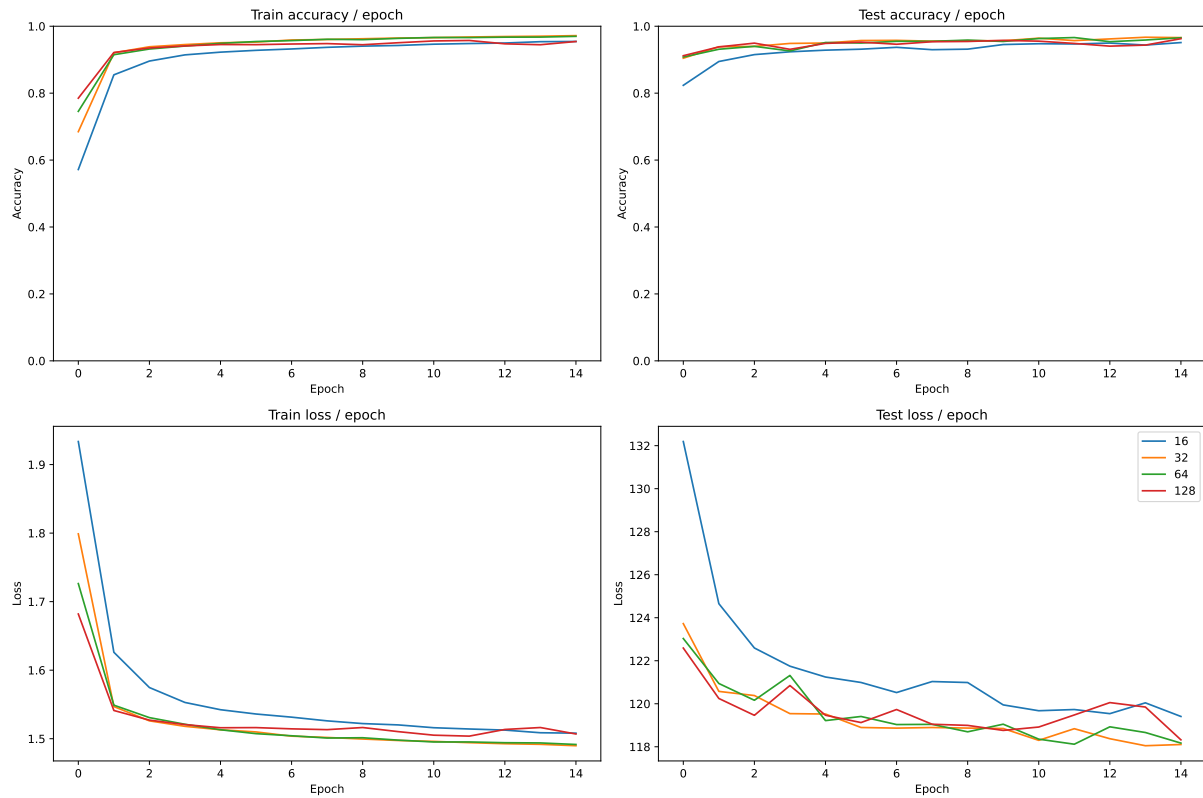 Train accuracy / epoch
1.0
0.8
0.6
0.4
0.2
0.0
Accuracy
0 2 4 6 8 10 12 14
Epoch
Test accuracy / epoch
1.0
0.8
0.6
0.4
0.2
0.0
Accuracy
0 2 4 6 8 10 12 14
Epoch
Train loss / epoch
1.9
1.8
1.7
1.6
1.5
Loss
0 2 4 6 8 10 12 14
Epoch
Test loss / epoch
132
130
128
126
124
122
120
118
Loss
16
32
64
128
0 2 4 6 8 10 12 14
Epoch